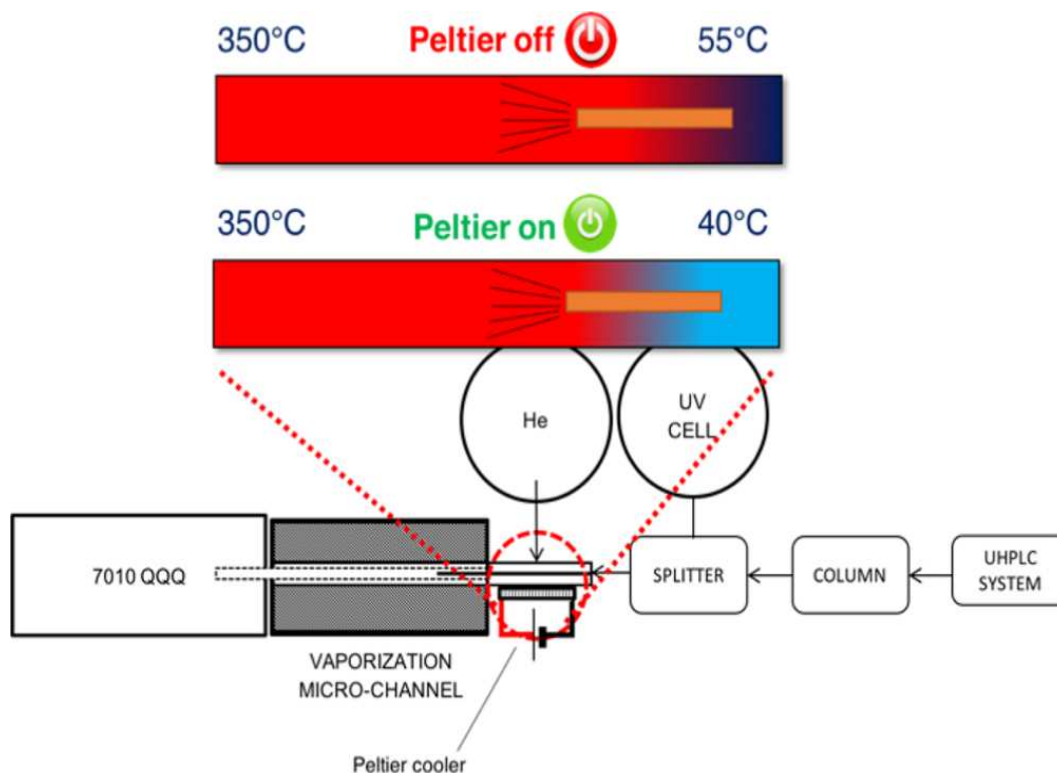 350°C Peltier off 55°C
350°C Peltier on 40°C
He
UV
CELL
7010 QQQ
SPLITTER
COLUMN
UHPLC
SYSTEM
VAPORIZATION
MICRO-CHANNEL
Peltier cooler